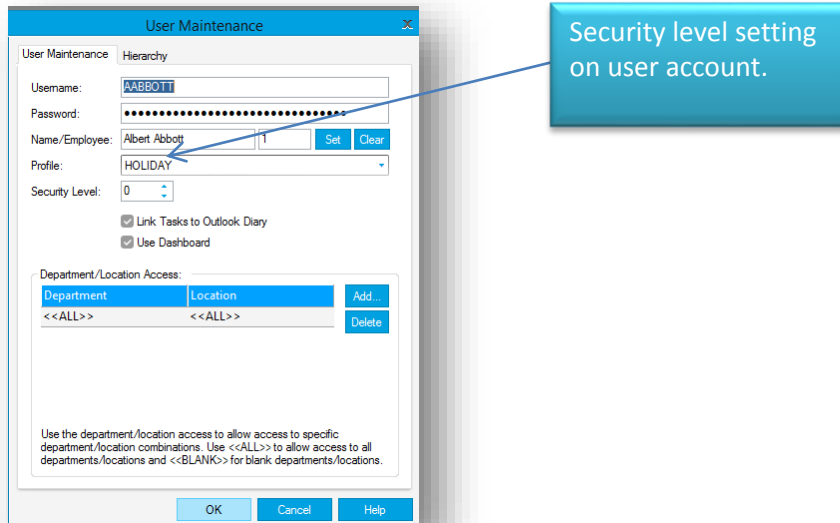 User Maintenance x
User Maintenance Hierarchy
Username: AABBOTT
Password: ●●●●●●●●●●●●●●●●●●●●●●●●●●●●●●●●
Name/Employee: Albert Abbott 1 Set Clear
Profile: HOLIDAY
Security Level: 0
Link Tasks to Outlook Diary
Use Dashboard
Department/Location Access:
Department Location Add...
<<ALL>> <<ALL>> Delete
Use the department/location access to allow access to specific
department/location combinations. Use <<ALL>> to allow access to all
departments/locations and <<BLANK>> for blank departments/locations.
OK Cancel Help
Security level setting
on user account.